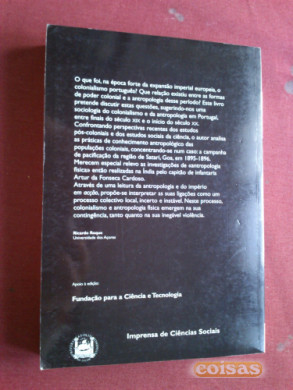 O que foi, na época forte da expansão imperial europeia, o
colonialismo português? Que relação existiu entre as formas
de poder colonial e a antropologia desse período? Este livro
pretende discutir estas questões, sugerindo-nos uma
sociologia do colonialismo e da antropologia em Portugal,
entre finais do século XIX e o início do século XX.
Confrontando perspectivas recentes dos estudos
pós-coloniais e dos estudos sociais da ciência, o autor analisa
as práticas de conhecimento antropológico das
populações coloniais, concentrando-se num caso: a campanha
de pacificação da região de Satari, Goa, em 1895-1896.
Merecem especial relevo as investigações de antropologia
física então realizadas na Índia pelo capitão de infantaria
Artur da Fonseca Cardoso.
Através de uma leitura da antropologia e do império
em acção, propõe-se interpretar as suas ligações como um
processo colectivo local, incerto e instável. Neste processo,
colonialismo e antropologia física emergem na sua
contingência, tanto quanto na sua inegável violência.
Ricardo Roque
Universidade dos Açores
Apoio à edição:
Fundação para a Ciência e Tecnologia
Imprensa de Ciências Sociais
coisas